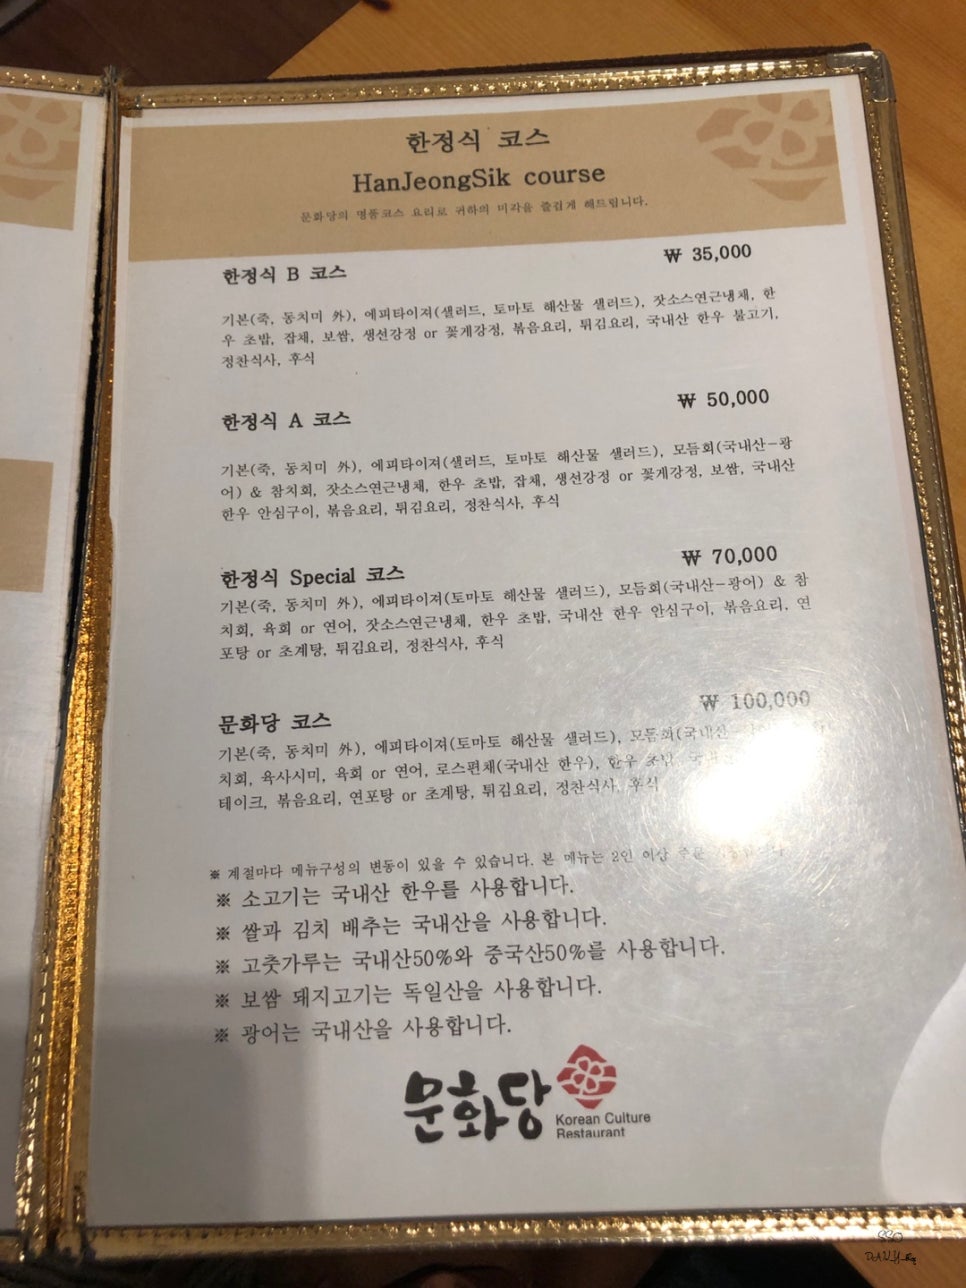 한정식 코스
HanJeongSik course
문화당의 명품코스 요리로 귀하의 미각을 즐겁게 해드립니다.
한정식 B 코스
₩ 35,000
기본(죽, 동치미 外), 에피타이져(샐러드, 토마토 해산물 샐러드), 잣소스연근냉채, 한
우 초밥, 잡채, 보쌈, 생선강정 or 꽃게강정, 볶음요리, 튀김요리, 국내산 한우 불고기,
정찬식사, 후식
한정식 A 코스
₩ 50,000
기본(죽, 동치미 外), 에피타이져(샐러드, 토마토 해산물 샐러드), 모듬회(국내산-광
어) & 참치회, 잣소스연근냉채, 한우 초밥, 잡채, 생선강정 or 꽃게강정, 보쌈, 국내산
한우 안심구이, 볶음요리, 튀김요리, 정찬식사, 후식
한정식 Special 코스
₩ 70,000
기본(죽, 동치미 外), 에피타이져(토마토 해산물 샐러드), 모듬회(국내산-광어) & 참
치회, 육회 or 연어, 잣소스연근냉채, 한우 초밥, 국내산 한우 안심구이, 볶음요리, 연
포탕 or 초계탕, 튀김요리, 정찬식사, 후식
문화당 코스
₩ 100,000
기본(죽, 동치미 外), 에피타이져(토마토 해산물 샐러드), 모듬회(국내산-
치회, 육사시미, 육회 or 연어, 로스편채(국내산 한우), 한우 초밥,
테이크, 볶음요리, 연포탕 or 초계탕, 튀김요리, 정찬식사, 후식
※ 계절마다 메뉴구성의 변동이 있을 수 있습니다. 본 메뉴는 2인 이상 주문
※ 소고기는 국내산 한우를 사용합니다.
※ 쌀과 김치 배추는 국내산을 사용합니다.
※ 고춧가루는 국내산50%와 중국산50%를 사용합니다.
※ 보쌈 돼지고기는 독일산을 사용합니다.
※ 광어는 국내산을 사용합니다.
문화당
Korean Culture
Restaurant